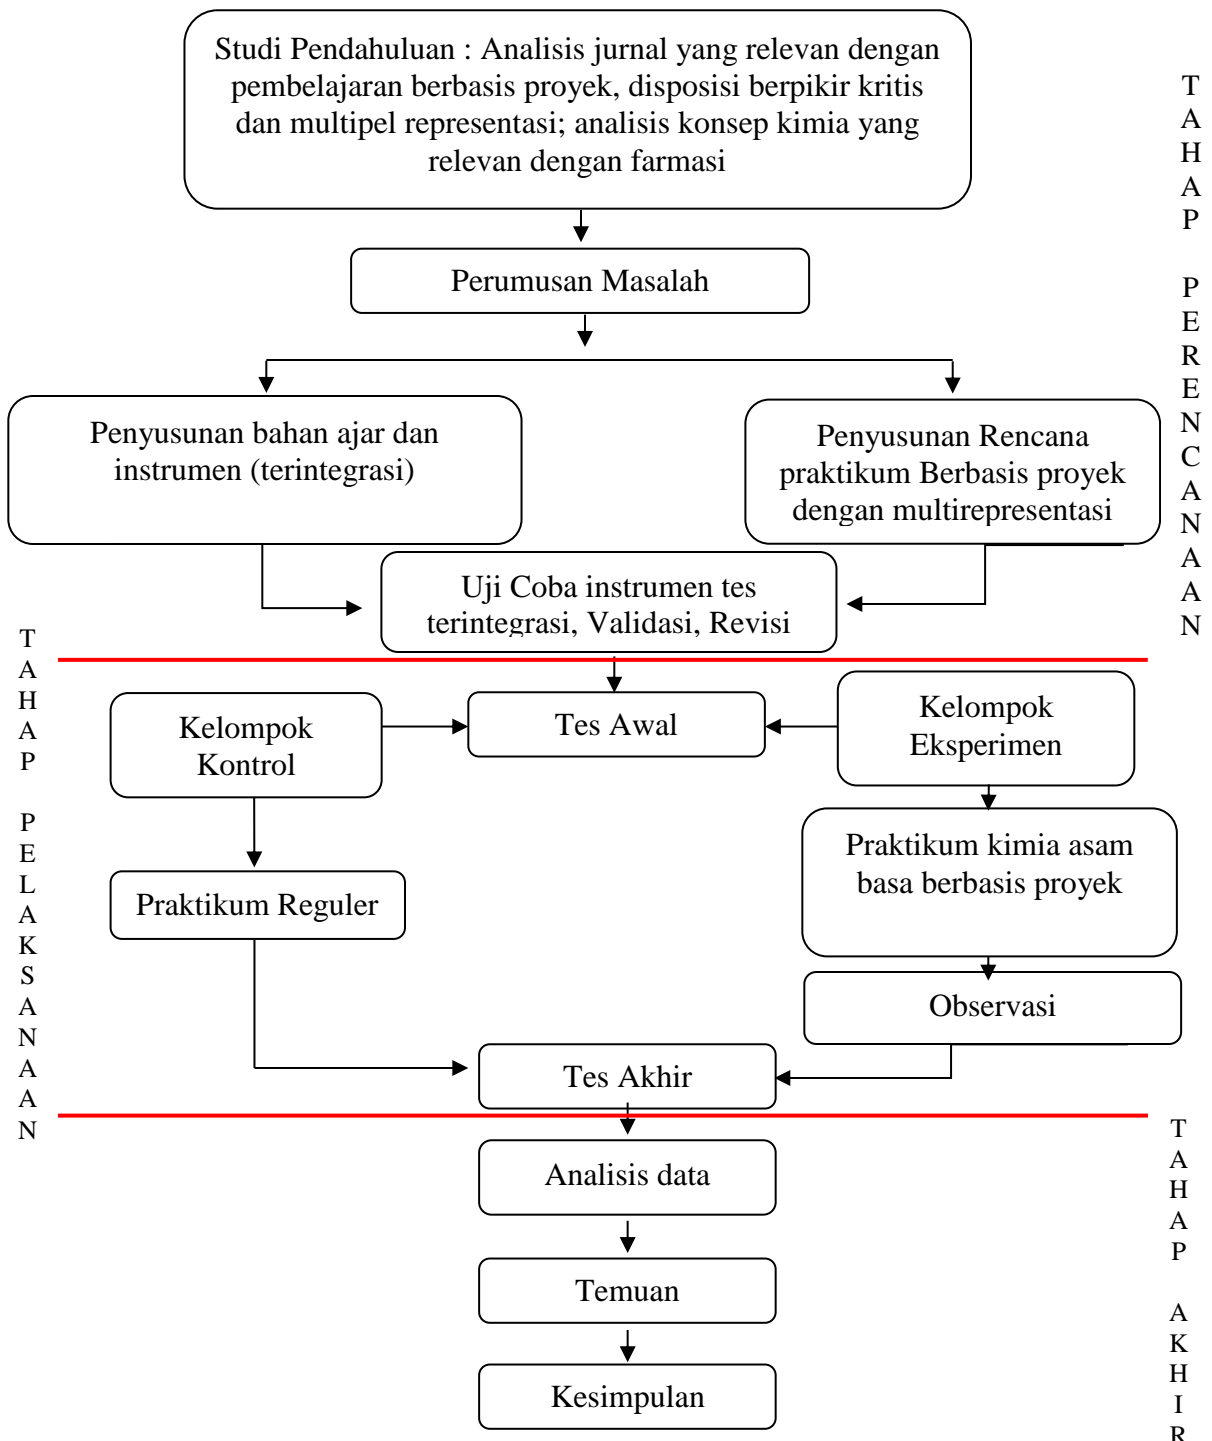 Studi Pendahuluan : Analisis jurnal yang relevan dengan
pembelajaran berbasis proyek, disposisi berpikir kritis
dan multipel representasi; analisis konsep kimia yang
relevan dengan farmasi
TAHAP PERENCANAAN
Perumusan Masalah
Penyusunan bahan ajar dan
instrumen (terintegrasi)
Penyusunan Rencana
praktikum Berbasis proyek
dengan multirepresentasi
Uji Coba instrumen tes
terintegrasi, Validasi, Revisi
TAHAP PELAKSANAAN
Kelompok
Kontrol
Tes Awal
Kelompok
Eksperimen
Praktikum Reguler
Praktikum kimia asam
basa berbasis proyek
Observasi
Tes Akhir
TAHAP AKHIR
Analisis data
Temuan
Kesimpulan